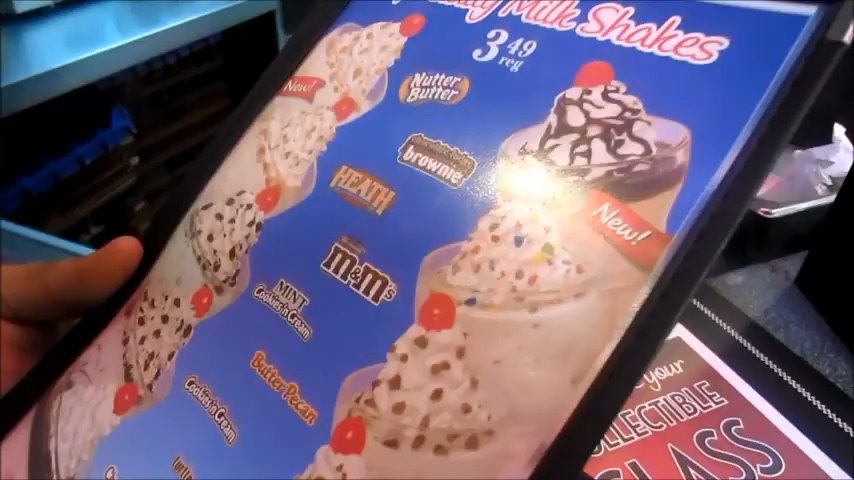 Milk Shakes
3 49
reg
New!
Nutter
Butter
brownie
HEATH
New!
m&m's
MINT
Cookies 'n Cream
Butter Pecan
Cookies 'n Cream
your
COLLECTIBLE
GLASS